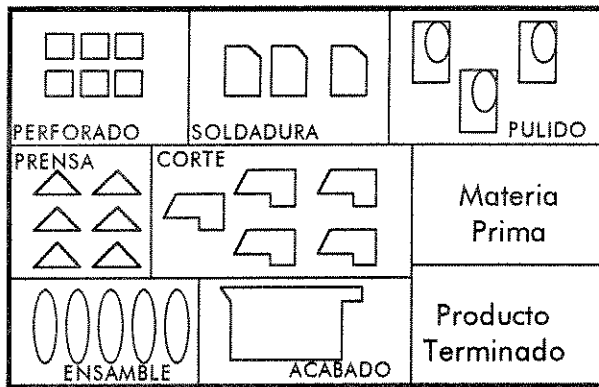 PERFORADO
SOLDADURA
PULIDO
PRENSA
CORTE
Materia
Prima
ENSAMBLE
ACABADO
Producto
Terminado